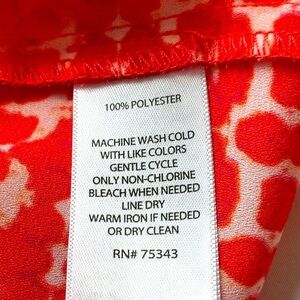 100% POLYESTER
MACHINE WASH COLD
WITH LIKE COLORS
GENTLE CYCLE
ONLY NON-CHLORINE
BLEACH WHEN NEEDED
LINE DRY
WARM IRON IF NEEDED
OR DRY CLEAN
RN# 75343